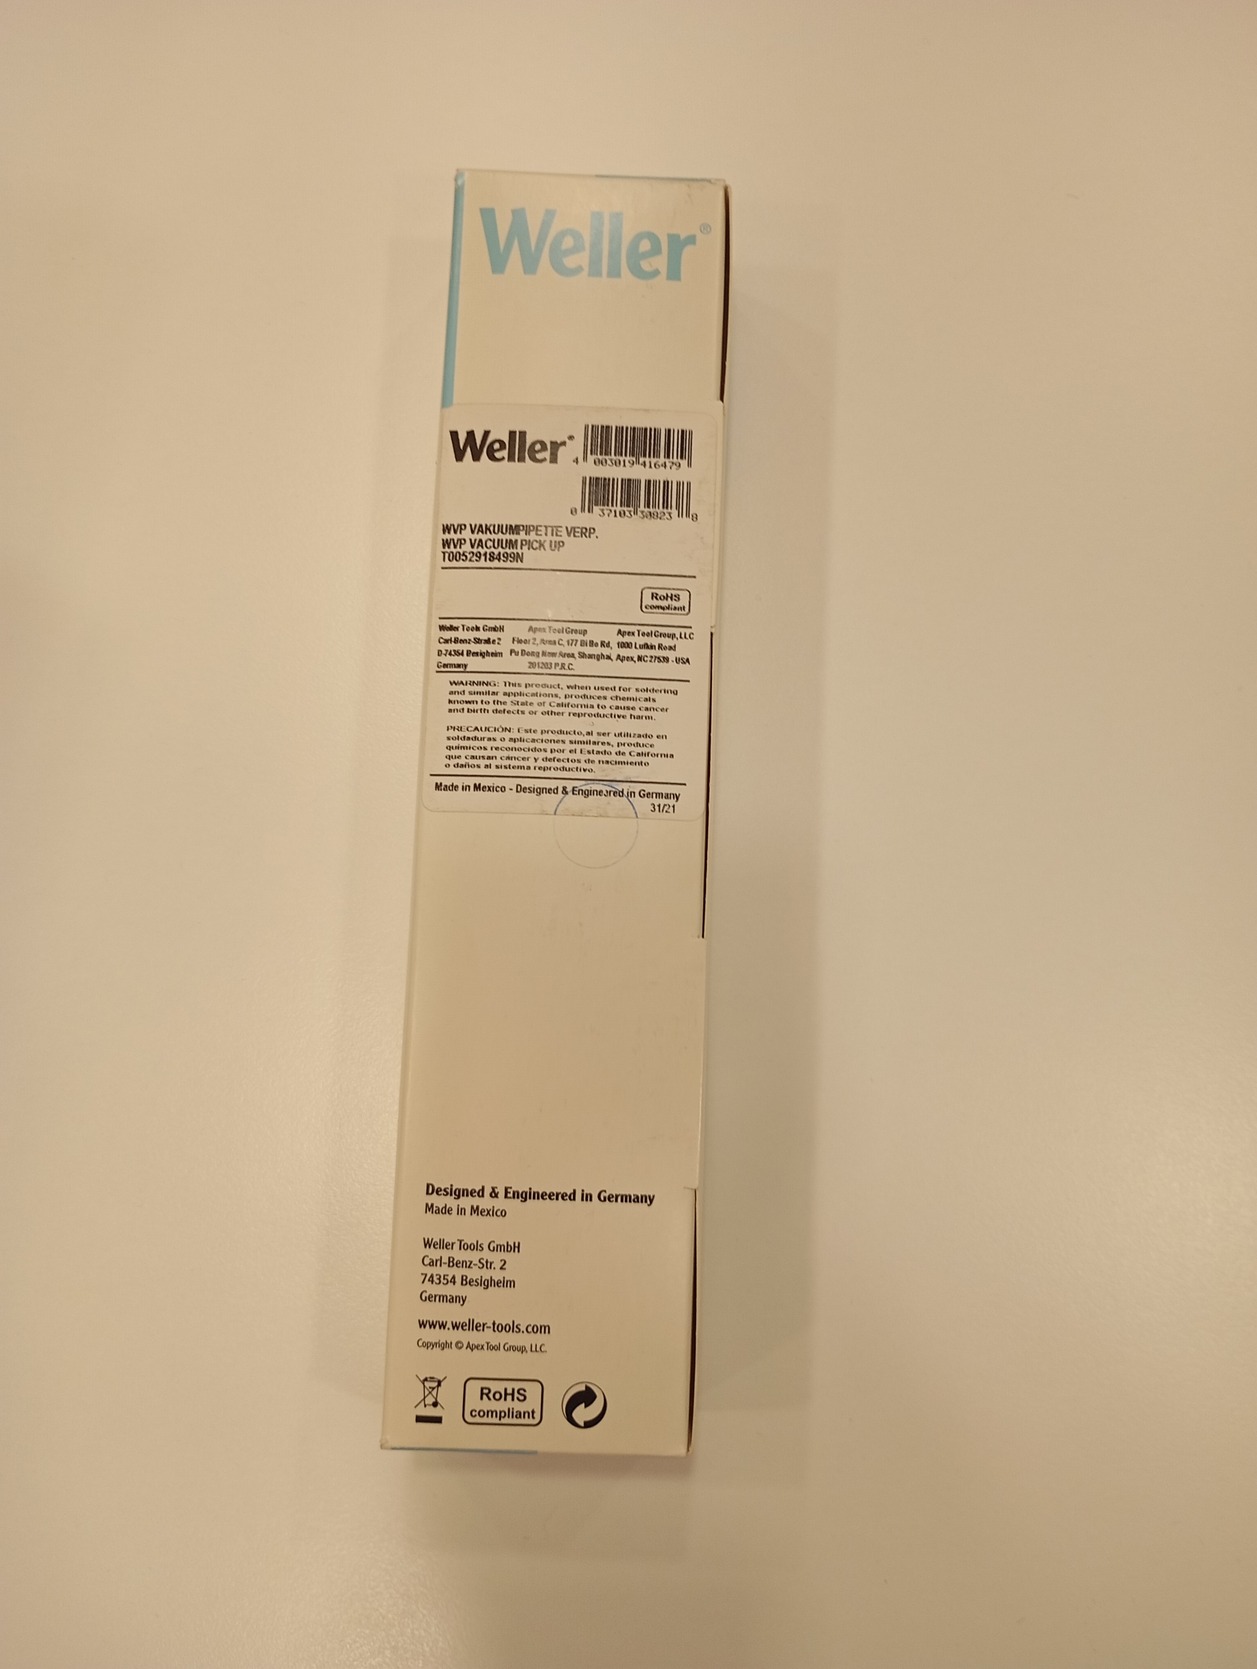 Weller®
Weller®
4 003019 416479
0 37103 30823 8
WVP VAKUUMPIPETTE VERP.
WVP VACUUM PICK UP
T0052918499N
RoHS
compliant
Weller Tools GmbH Apex Tool Group Apex Tool Group, LLC
Carl-Benz-Straße 2 Floor 2, Area C, 177 Bi Bo Rd, 1000 Lufkin Road
D-74354 Besigheim Pu Dong New Area, Shanghai, Apex, NC 27539 - USA
Germany 201203 P.R.C.
WARNING: This product, when used for soldering
and similar applications, produces chemicals
known to the State of California to cause cancer
and birth defects or other reproductive harm.
PRECAUCIÓN: Este producto,al ser utilizado en
soldaduras o aplicaciones similares, produce
químicos reconocidos por el Estado de California
que causan cáncer y defectos de nacimiento
o daños al sistema reproductivo.
Made in Mexico - Designed & Engineered in Germany
31/21
Designed & Engineered in Germany
Made in Mexico
Weller Tools GmbH
Carl-Benz-Str. 2
74354 Besigheim
Germany
www.weller-tools.com
Copyright © Apex Tool Group, LLC.
RoHS
compliant